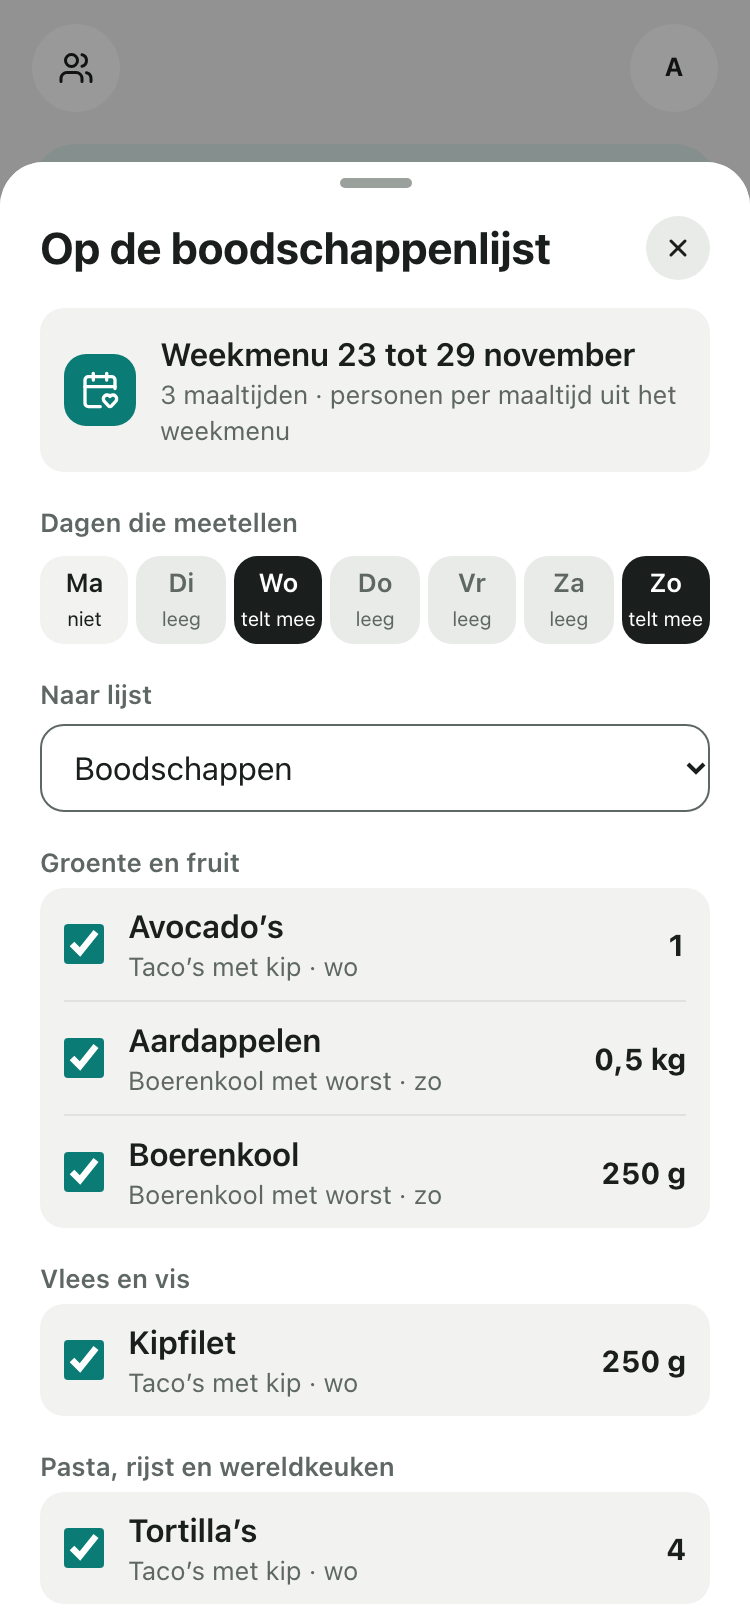 A
Op de boodschappenlijst
Weekmenu 23 tot 29 november
3 maaltijden · personen per maaltijd uit het
weekmenu
Dagen die meetellen
Ma Di Wo Do Vr Za Zo
niet leeg telt mee leeg leeg leeg telt mee
Naar lijst
Boodschappen
Groente en fruit
Avocado’s
1
Taco’s met kip · wo
Aardappelen
0,5 kg
Boerenkool met worst · zo
Boerenkool
250 g
Boerenkool met worst · zo
Vlees en vis
Kipfilet
250 g
Taco’s met kip · wo
Pasta, rijst en wereldkeuken
Tortilla’s
4
Taco’s met kip · wo